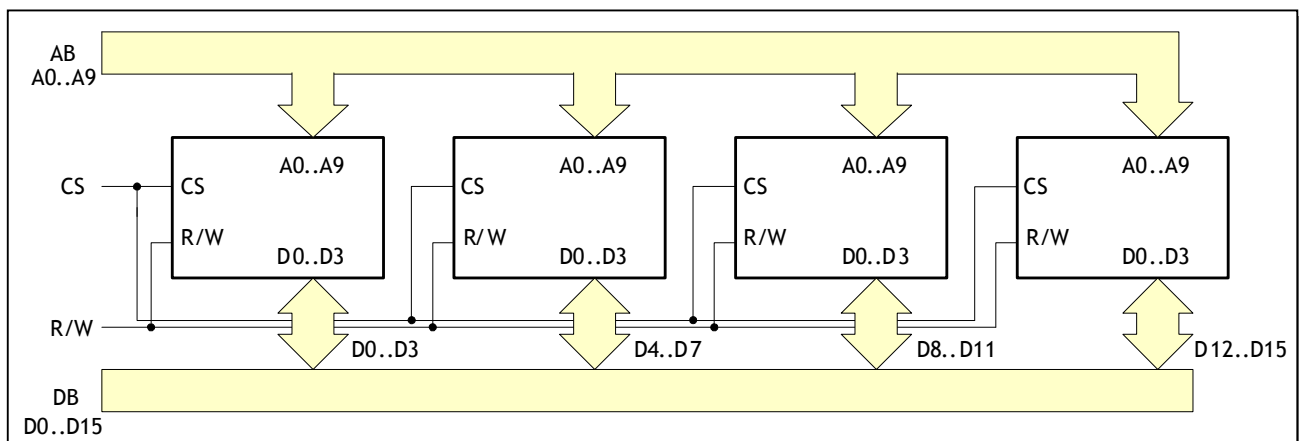 AB
A0..A9
A0..A9
A0..A9
A0..A9
A0..A9
CS
CS
CS
CS
CS
R/W
R/W
R/W
R/W
D0..D3
D0..D3
D0..D3
D0..D3
R/W
D0..D3
D4..D7
D8..D11
D12..D15
DB
D0..D15